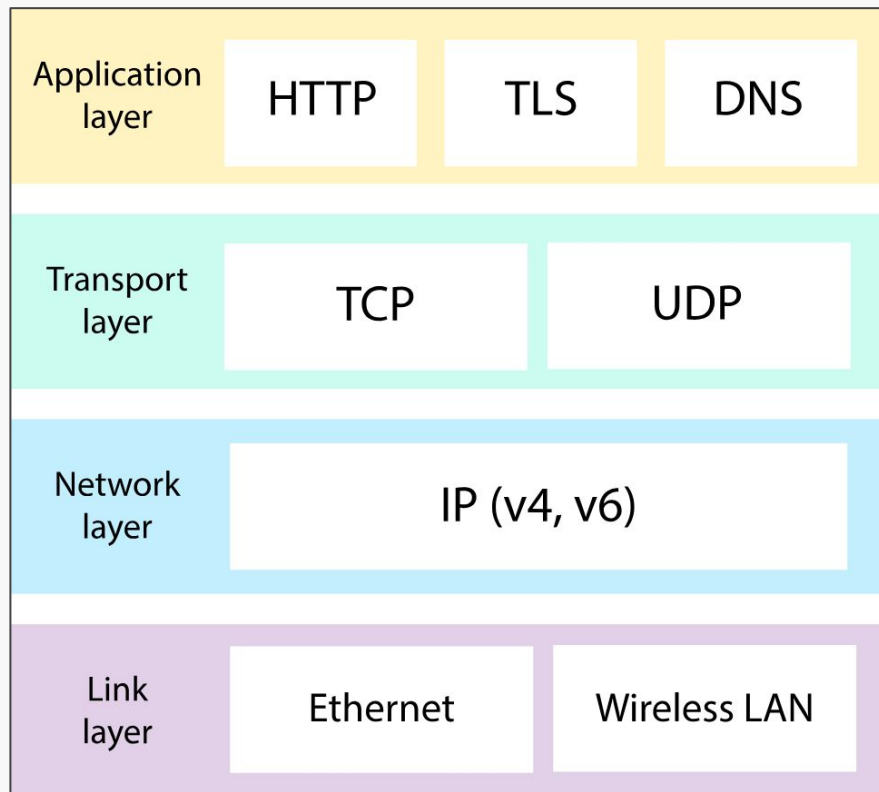 Application
layer
HTTP
TLS
DNS
Transport
layer
TCP
UDP
Network
layer
IP (v4, v6)
Link
layer
Ethernet
Wireless LAN